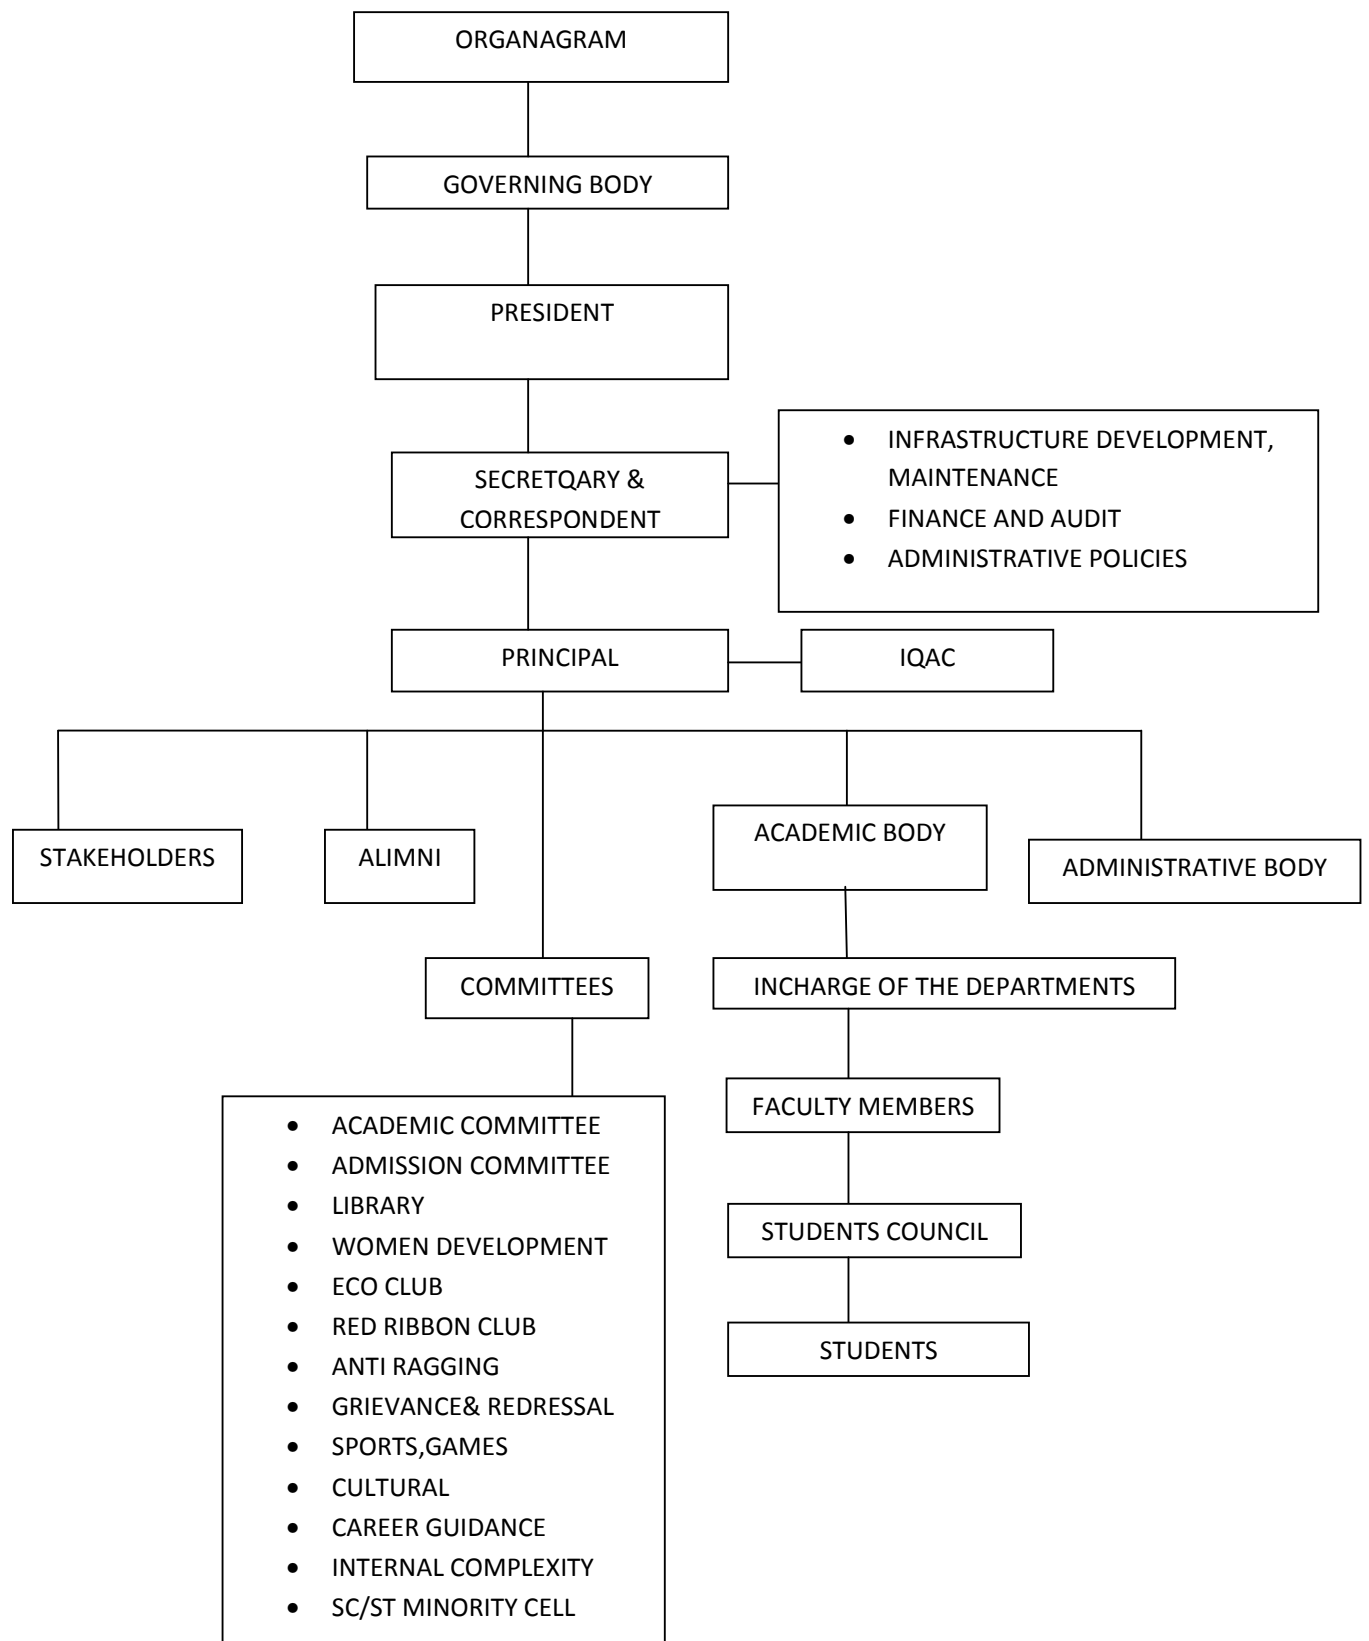 ORGANAGRAM
GOVERNING BODY
PRESIDENT
SECRETQARY &
CORRESPONDENT
• INFRASTRUCTURE DEVELOPMENT,
MAINTENANCE
• FINANCE AND AUDIT
• ADMINISTRATIVE POLICIES
PRINCIPAL
IQAC
STAKEHOLDERS
ALIMNI
ACADEMIC BODY
ADMINISTRATIVE BODY
COMMITTEES
INCHARGE OF THE DEPARTMENTS
• ACADEMIC COMMITTEE
• ADMISSION COMMITTEE
• LIBRARY
• WOMEN DEVELOPMENT
• ECO CLUB
• RED RIBBON CLUB
• ANTI RAGGING
• GRIEVANCE& REDRESSAL
• SPORTS,GAMES
• CULTURAL
• CAREER GUIDANCE
• INTERNAL COMPLEXITY
• SC/ST MINORITY CELL
FACULTY MEMBERS
STUDENTS COUNCIL
STUDENTS